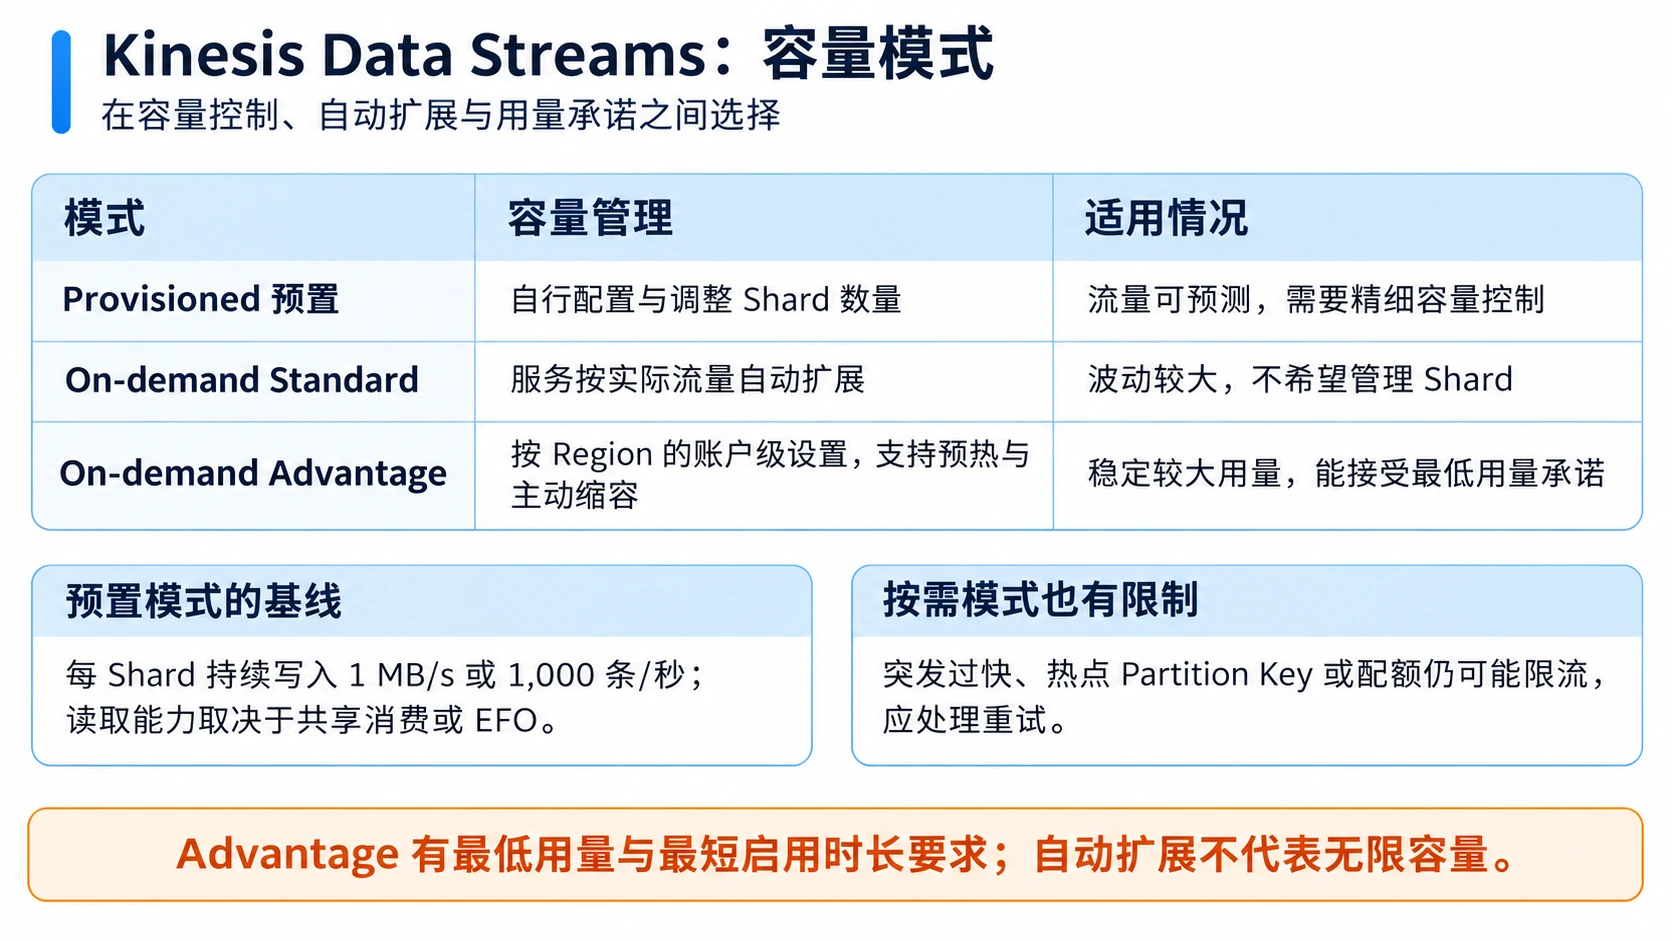 Kinesis Data Streams：容量模式
在容量控制、自动扩展与用量承诺之间选择
模式
容量管理
适用情况
Provisioned 预置
自行配置与调整 Shard 数量
流量可预测，需要精细容量控制
On-demand Standard
服务按实际流量自动扩展
波动较大，不希望管理 Shard
On-demand Advantage
按 Region 的账户级设置，支持预热与
主动缩容
稳定较大用量，能接受最低用量承诺
预置模式的基线
每 Shard 持续写入 1 MB/s 或 1,000 条/秒；
读取能力取决于共享消费或 EFO。
按需模式也有限制
突发过快、热点 Partition Key 或配额仍可能限流，
应处理重试。
Advantage 有最低用量与最短启用时长要求；自动扩展不代表无限容量。